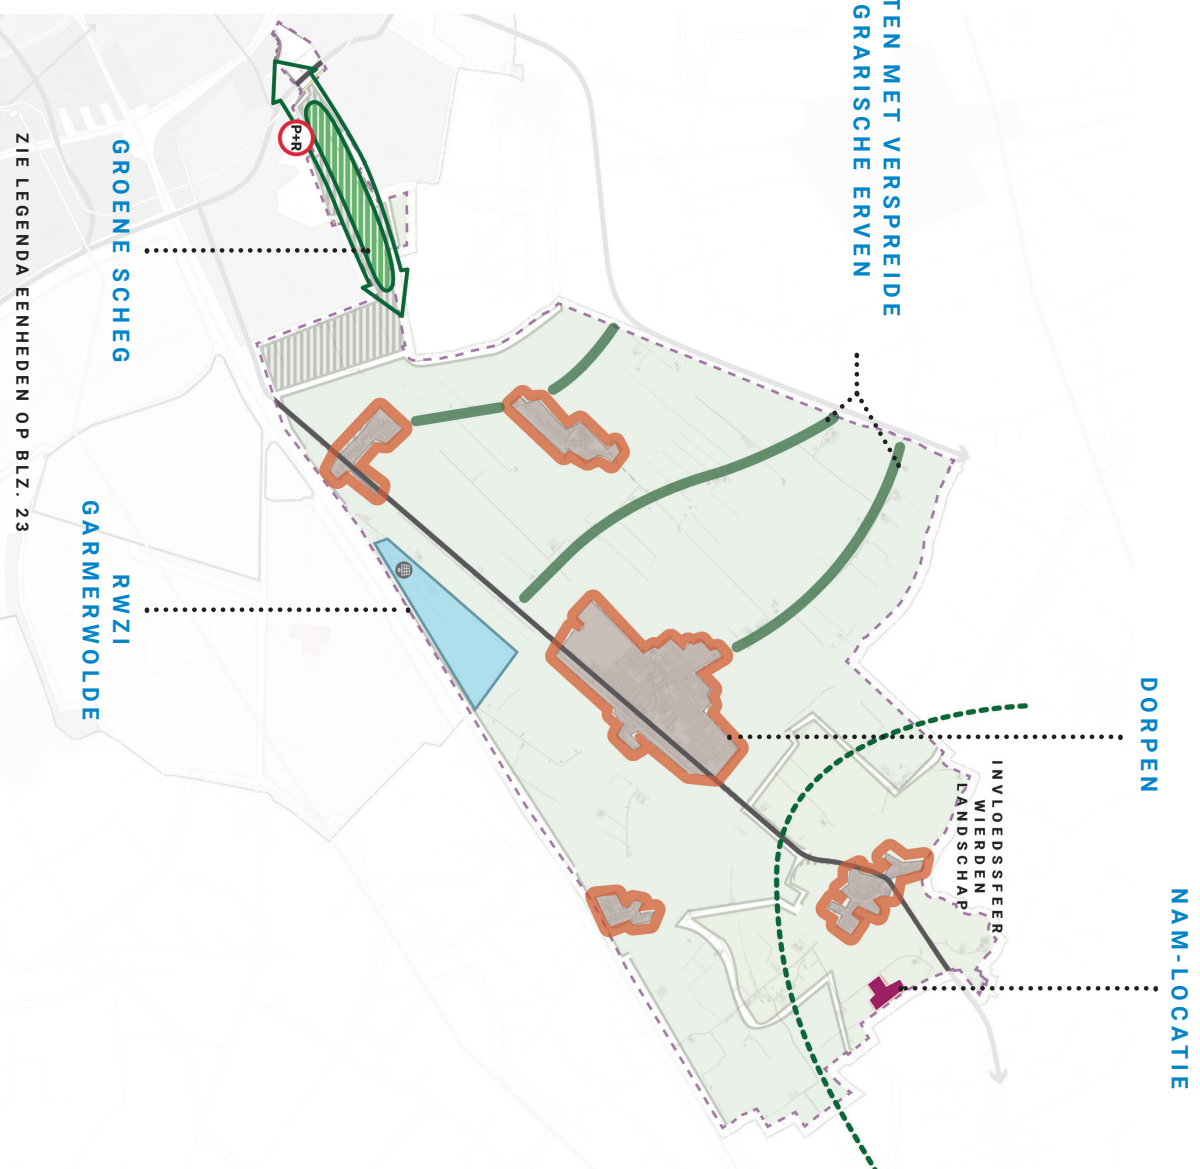 TEN MET VERSPREIDE
GRARISCHE ERVEN
DORPEN
NAM-LOCATIE
INVLOEDSSFEER
WIERDEN
LANDSCHAP
P+R
GROENE SCHEG
RWZI
GARMERWOLDE
ZIE LEGENDA EENHEDEN OP BLZ. 23